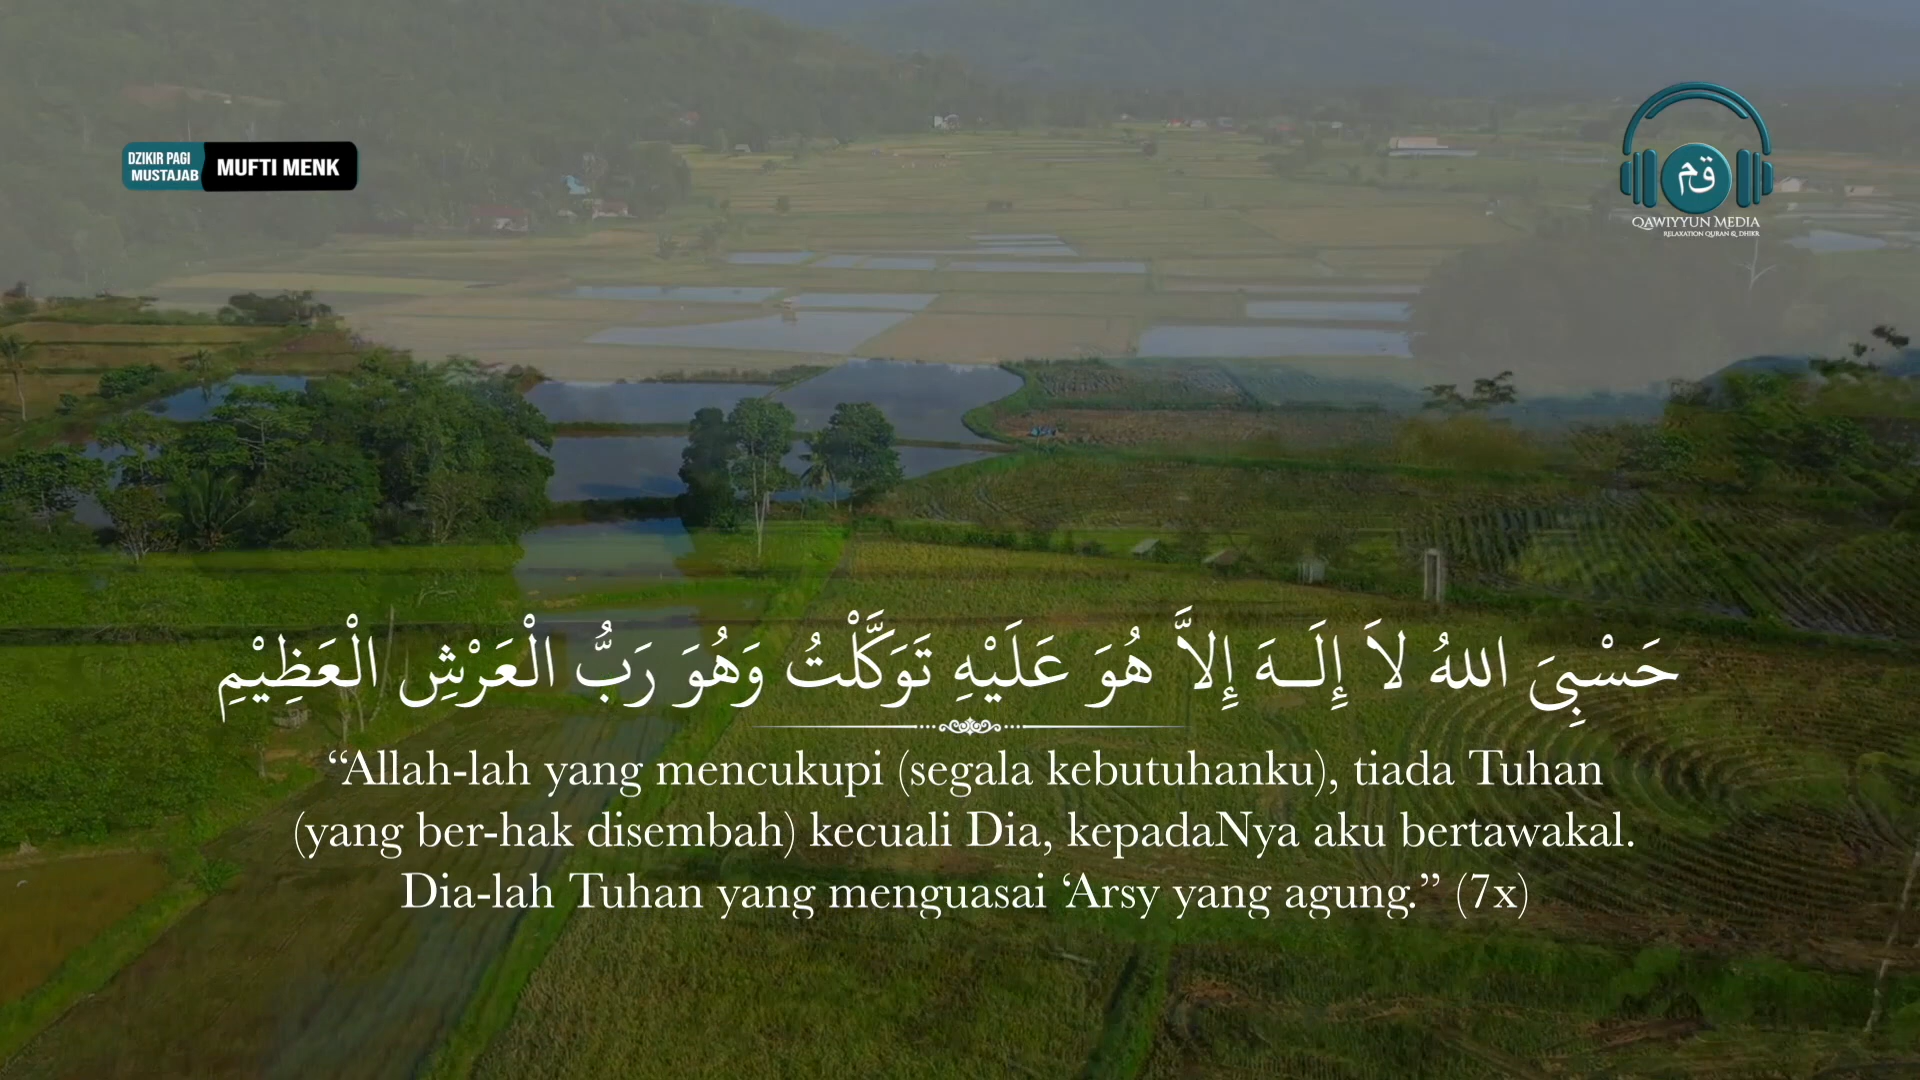 DZIKIR PAGI
MUSTAJAB
MUFTI MENK
قم
QAWIYYUN MEDIA
RELAXATION QURAN & DHIKR
حَسْبِيَ اللهُ لاَ إِلَـهَ إِلاَّ هُوَ عَلَيْهِ تَوَكَّلْتُ وَهُوَ رَبُّ الْعَرْشِ الْعَظِيْمِ
“Allah-lah yang mencukupi (segala kebutuhanku), tiada Tuhan
(yang ber-hak disembah) kecuali Dia, kepadaNya aku bertawakal.
Dia-lah Tuhan yang menguasai ‘Arsy yang agung.” (7x)